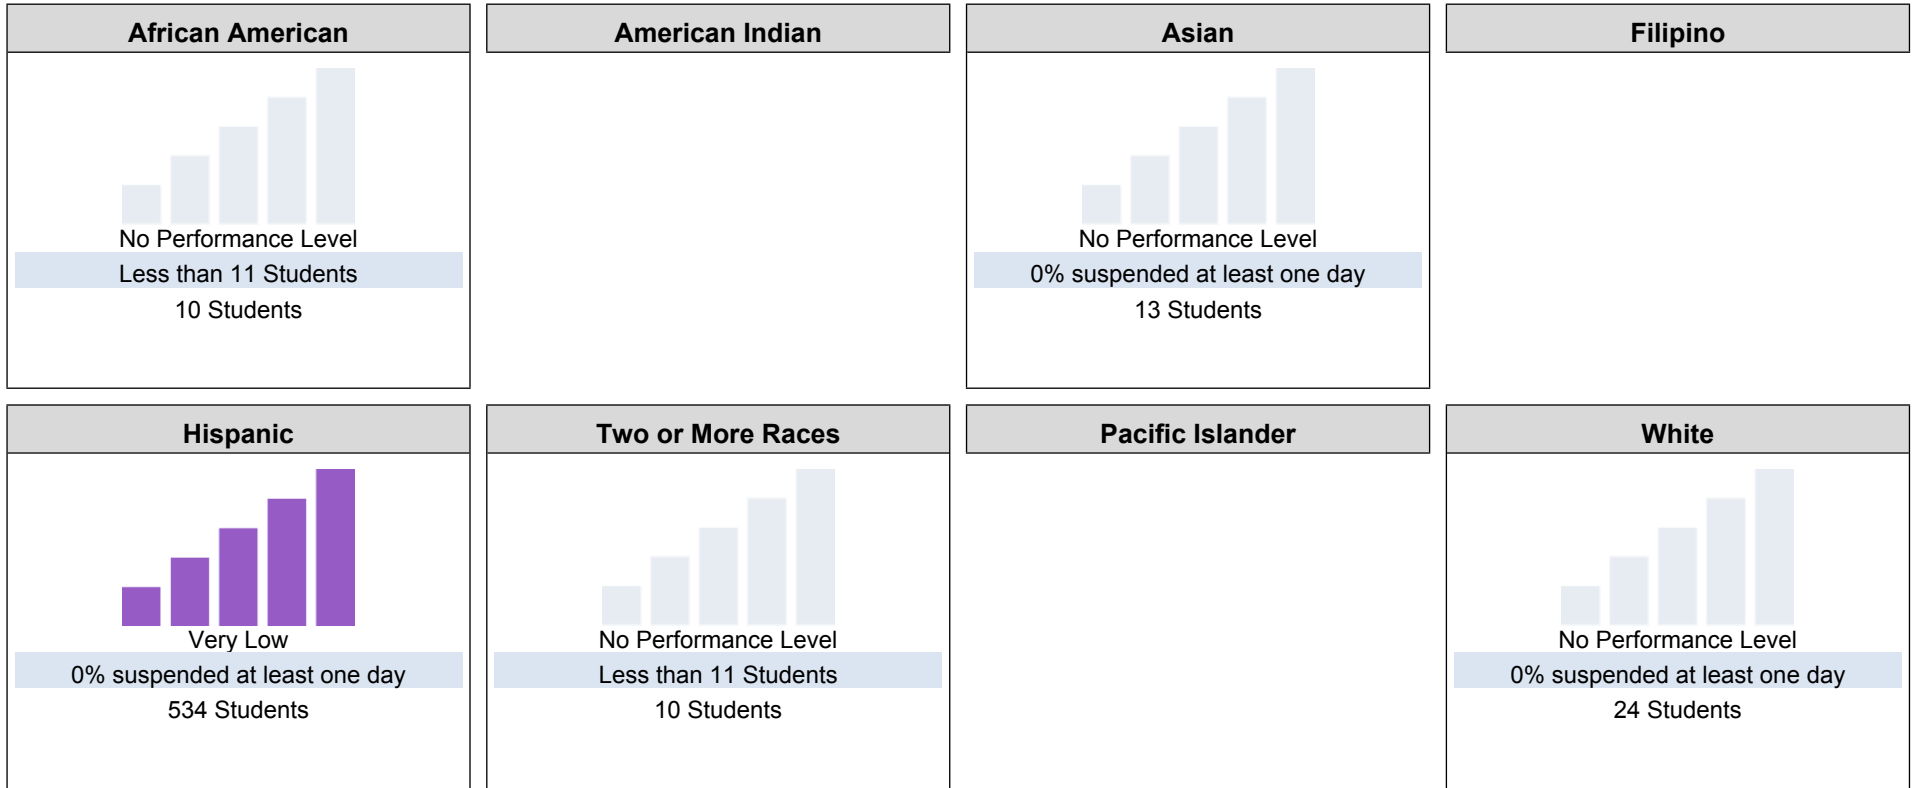 African American
No Performance Level
Less than 11 Students
10 Students
American Indian
Asian
No Performance Level
0% suspended at least one day
13 Students
Filipino
Hispanic
Very Low
0% suspended at least one day
534 Students
Two or More Races
No Performance Level
Less than 11 Students
10 Students
Pacific Islander
White
No Performance Level
0% suspended at least one day
24 Students